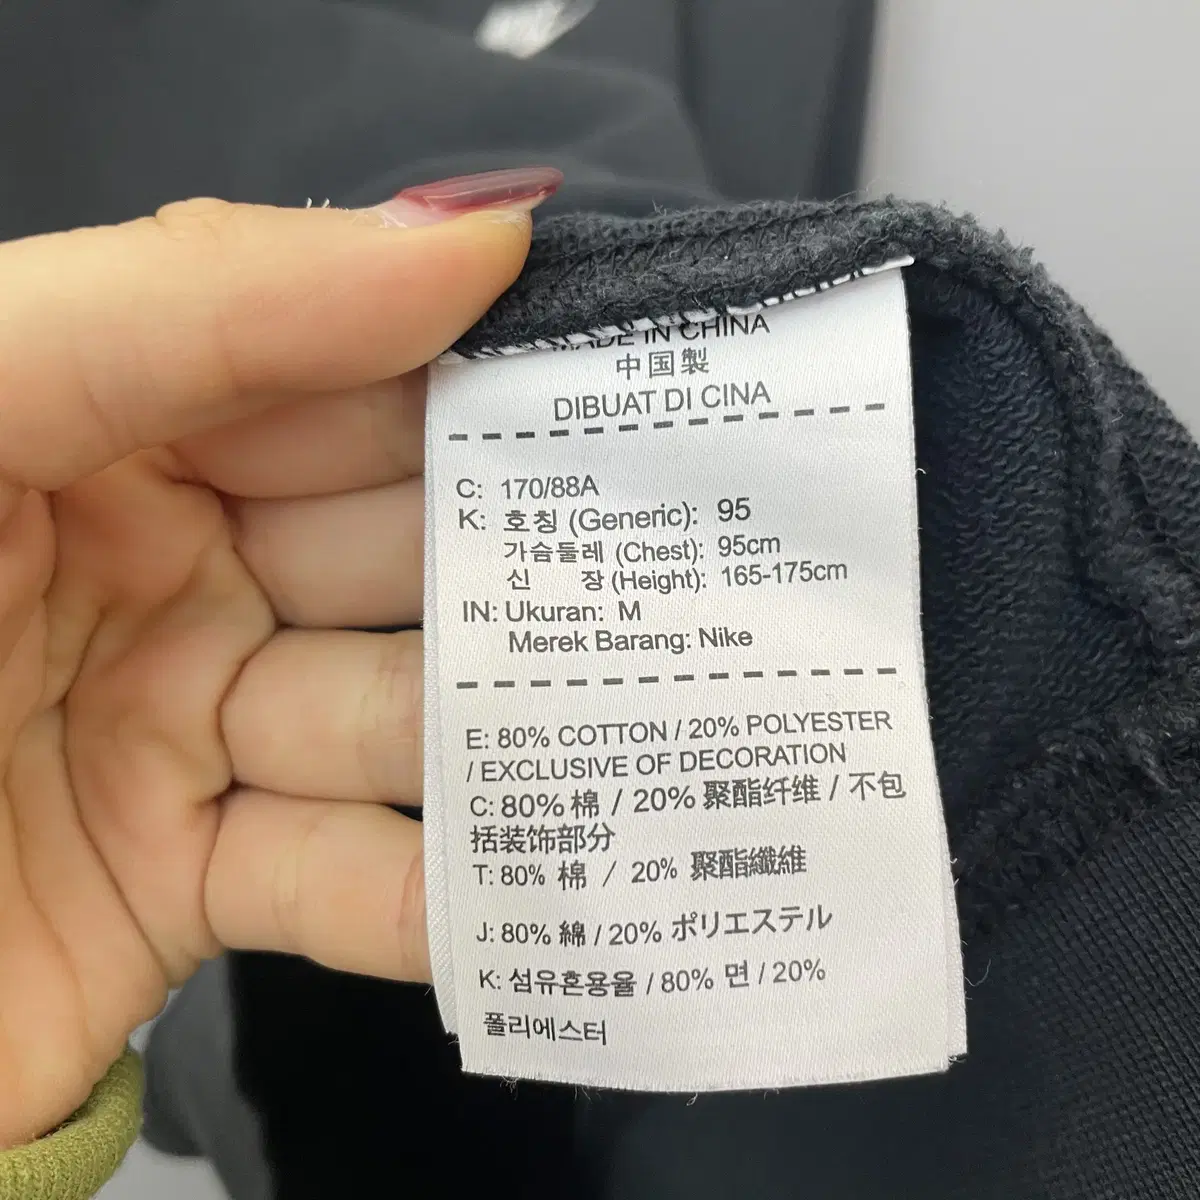 MADE IN CHINA
中国製
DIBUAT DI CINA
C: 170/88A
K: 호칭 (Generic): 95
가슴둘레 (Chest): 95cm
신 장 (Height): 165-175cm
IN: Ukuran: M
Merek Barang: Nike
E: 80% COTTON / 20% POLYESTER
/ EXCLUSIVE OF DECORATION
C: 80% 棉 / 20% 聚酯纤维 / 不包
括装饰部分
T: 80% 棉 / 20% 聚酯纖維
J: 80% 綿 / 20% ポリエステル
K: 섬유혼용율 / 80% 면 / 20%
폴리에스터